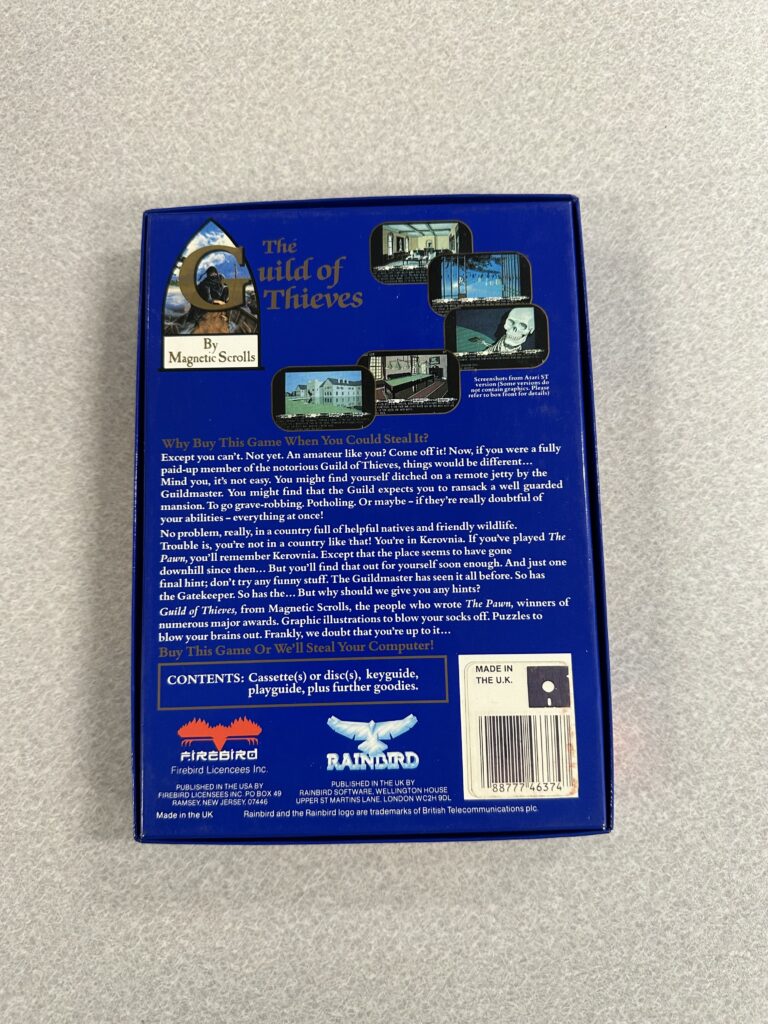 The
Guild of
Thieves
By
Magnetic Scrolls
Screenshots from Atari ST
version (Some versions do
not contain graphics. Please
refer to box front for details)
Why Buy This Game When You Could Steal It?
Except you can't. Not yet. An amateur like you? Come off it! Now, if you were a fully
paid-up member of the notorious Guild of Thieves, things would be different...
Mind you, it's not easy. You might find yourself ditched on a remote jetty by the
Guildmaster. You might find that the Guild expects you to ransack a well guarded
mansion. To go grave-robbing. Potholing. Or maybe – if they're really doubtful of
your abilities – everything at once!
No problem, really, in a country full of helpful natives and friendly wildlife.
Trouble is, you're not in a country like that! You're in Kerovnia. If you've played The
Pawn, you'll remember Kerovnia. Except that the place seems to have gone
downhill since then... But you'll find that out for yourself soon enough. And just one
final hint; don't try any funny stuff. The Guildmaster has seen it all before. So has
the Gatekeeper. So has the... But why should we give you any hints?
Guild of Thieves, from Magnetic Scrolls, the people who wrote The Pawn, winners of
numerous major awards. Graphic illustrations to blow your socks off. Puzzles to
blow your brains out. Frankly, we doubt that you're up to it...
Buy This Game Or We'll Steal Your Computer!
CONTENTS: Cassette(s) or disc(s), keyguide,
playguide, plus further goodies.
MADE IN
THE U.K.
88777 46374
FIREBIRD
Firebird Licencees Inc.
PUBLISHED IN THE USA BY
FIREBIRD LICENSEES INC. PO BOX 49
RAMSEY, NEW JERSEY, 07446
RAINBIRD
PUBLISHED IN THE UK BY
RAINBIRD SOFTWARE, WELLINGTON HOUSE
UPPER ST MARTINS LANE, LONDON WC2H 9DL
Made in the UK
Rainbird and the Rainbird logo are trademarks of British Telecommunications plc.